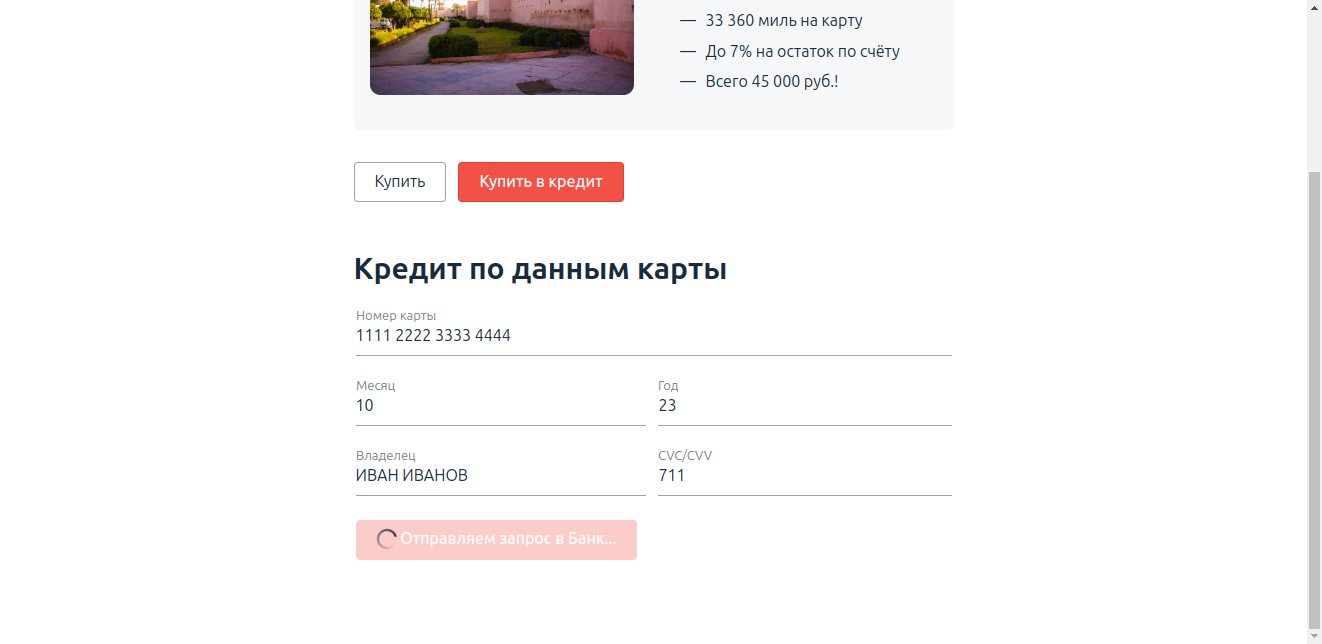 — 33 360 миль на карту
— До 7% на остаток по счёту
— Всего 45 000 руб.!
Купить
Купить в кредит
Кредит по данным карты
Номер карты
1111 2222 3333 4444
Месяц
Год
10
23
Владелец
CVC/CVV
ИВАН ИВАНОВ
711
Отправляем запрос в Банк...